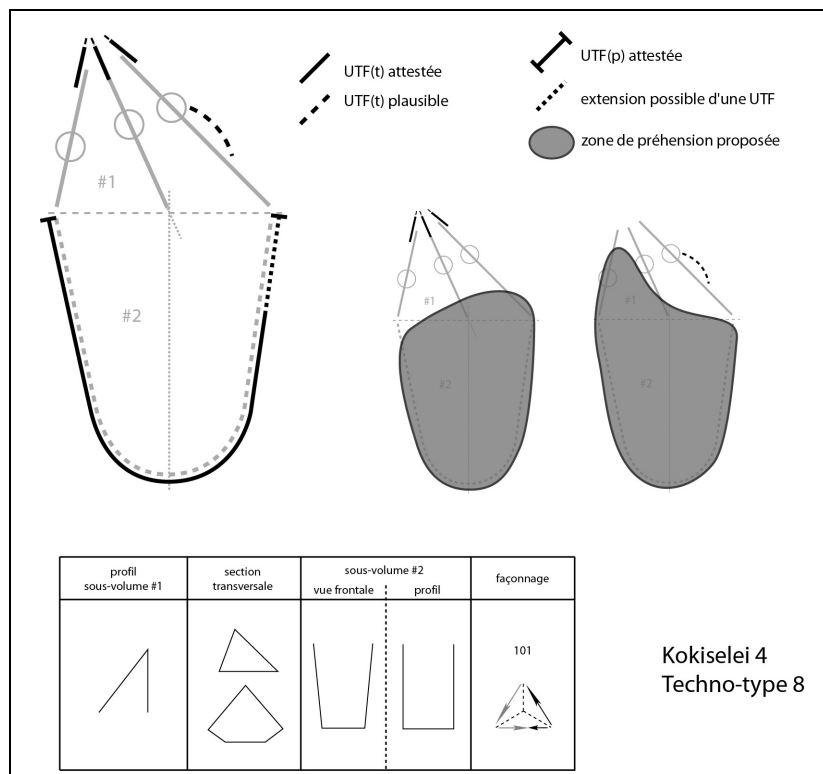 UTF(t) attestée
UTF(t) plausible
UTF(p) attestée
extension possible d'une UTF
zone de préhension proposée
#1
#2
#1
#2
#1
#2
profil
sous-volume #1
section
transversale
sous-volume #2
vue frontale
profil
façonnage
101
Kokiselei 4
Techno-type 8